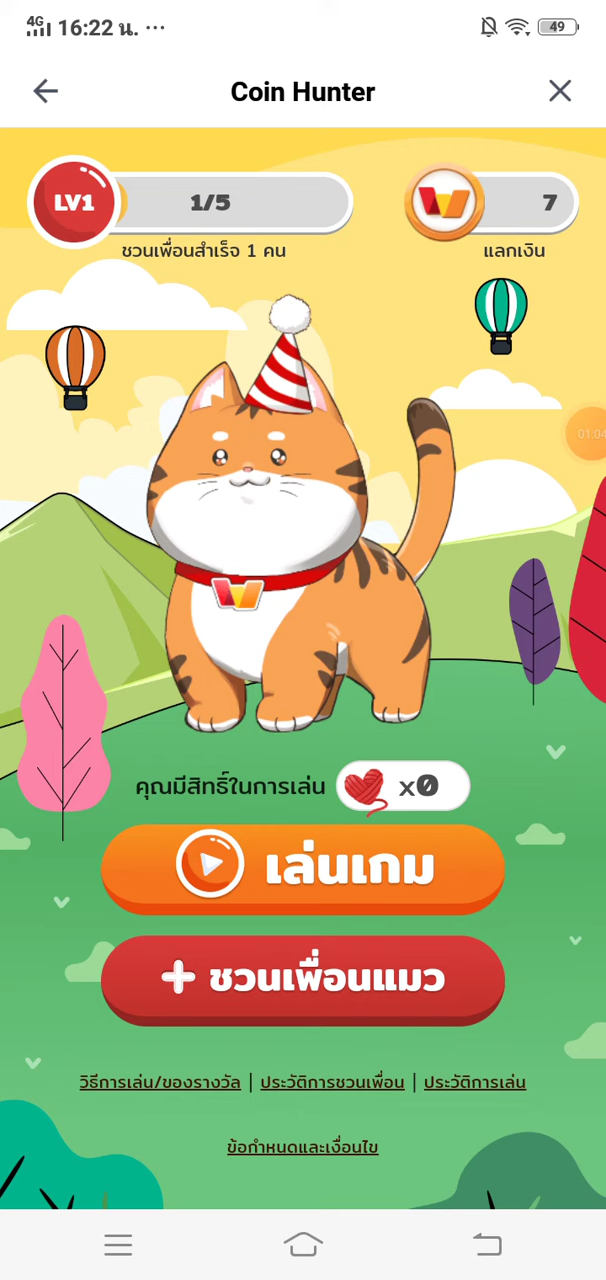 4G 16:22 น. ...
49
Coin Hunter
LV1 1/5 7
ชวนเพื่อนสำเร็จ 1 คน แลกเงิน
01:04
คุณมีสิทธิ์ในการเล่น x0
เล่นเกม
+ ชวนเพื่อนแมว
วิธีการเล่น/ของรางวัล | ประวัติการชวนเพื่อน | ประวัติการเล่น
ข้อกำหนดและเงื่อนไข